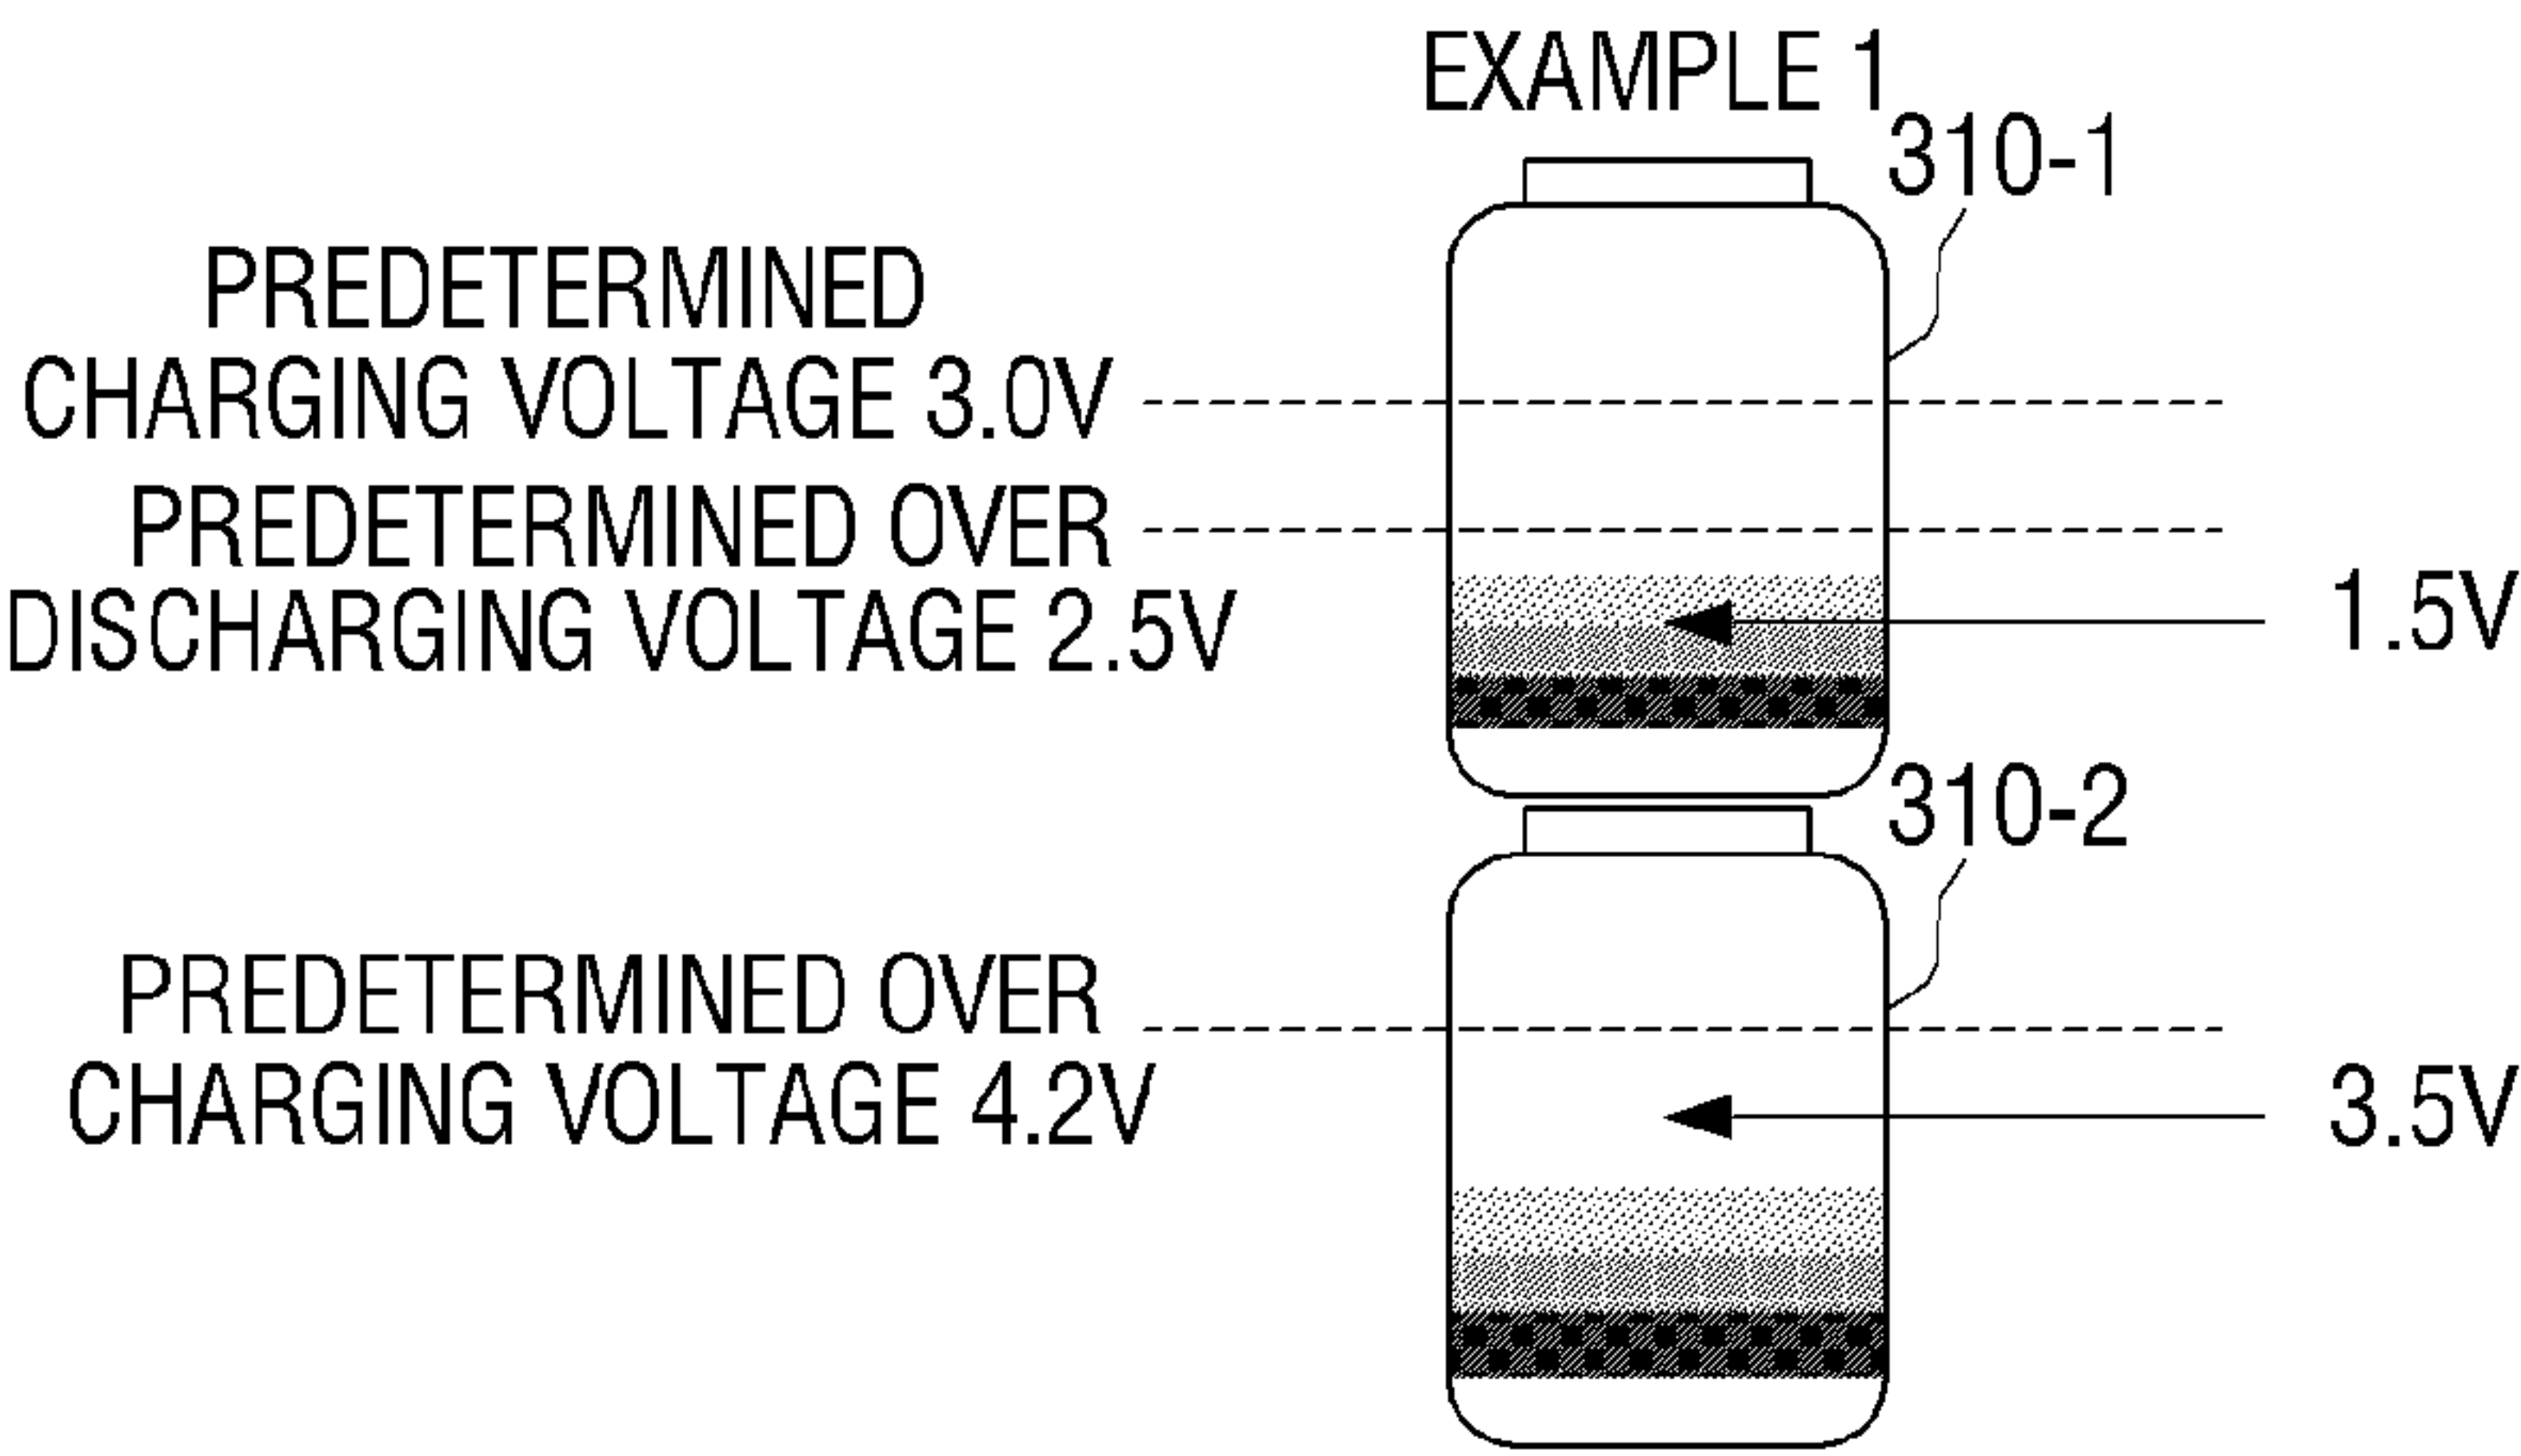 EXAMPLE 1
310-1
PREDETERMINED
CHARGING VOLTAGE 3.0V
PREDETERMINED OVER
DISCHARGING VOLTAGE 2.5V
1.5V
310-2
PREDETERMINED OVER
CHARGING VOLTAGE 4.2V
3.5V